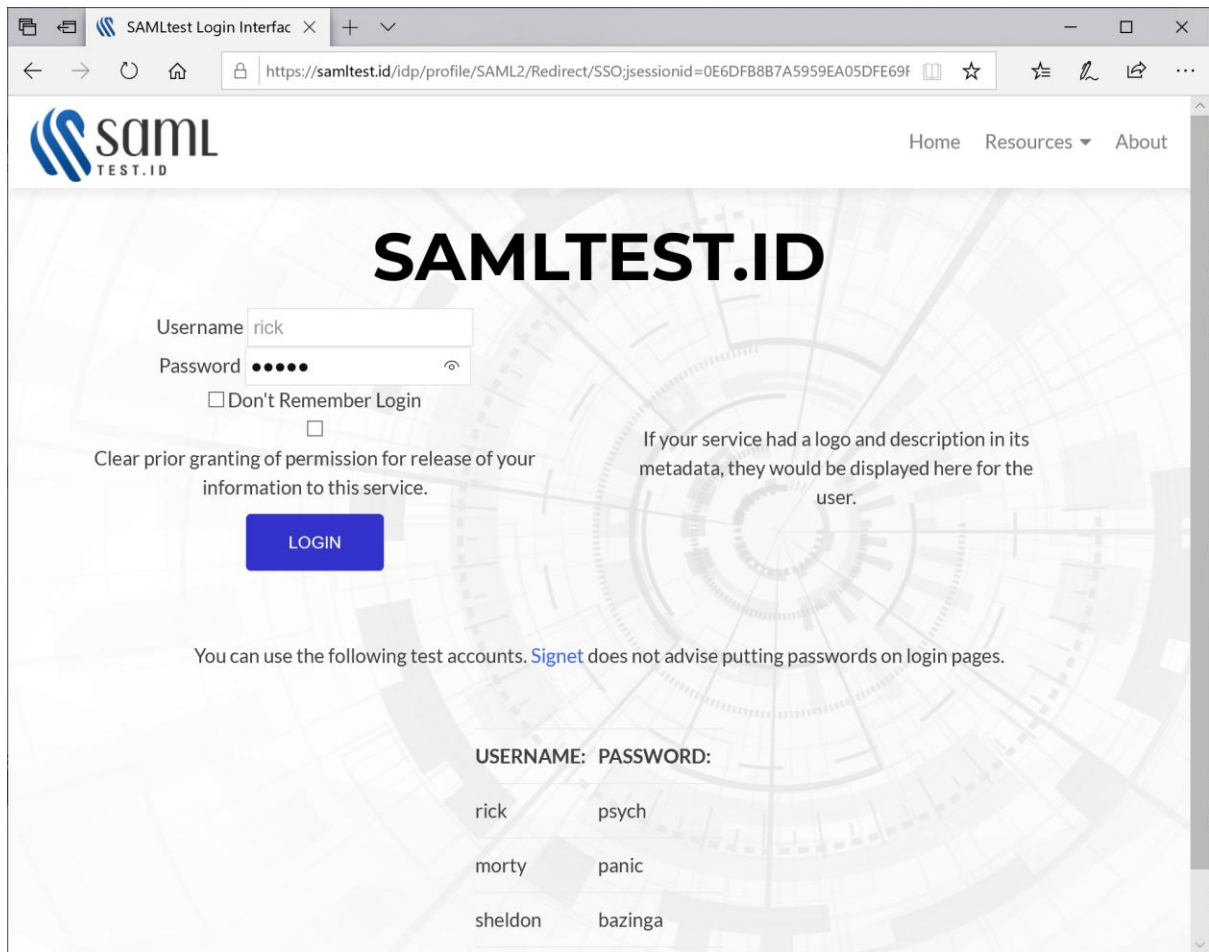 SAMLtest Login Interfac
https://samltest.id/idp/profile/SAML2/Redirect/SSO;jsessionid=0E6DFB8B7A5959EA05DFE69F
saml
TEST.ID
Home Resources About
SAMLTEST.ID
Username rick
Password •••••
Don't Remember Login
Clear prior granting of permission for release of your
information to this service.
LOGIN
If your service had a logo and description in its
metadata, they would be displayed here for the
user.
You can use the following test accounts. Signet does not advise putting passwords on login pages.
USERNAME: PASSWORD:
rick psych
morty panic
sheldon bazinga